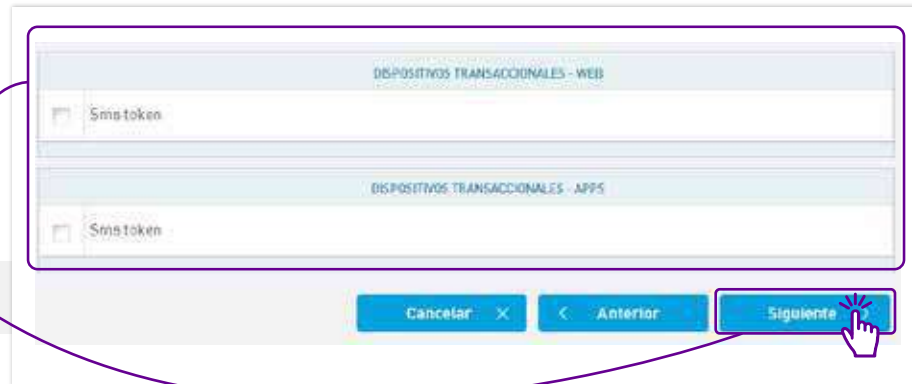 DISPOSITIVOS TRANSACCIONALES - WEB
Sms token
DISPOSITIVOS TRANSACCIONALES - APPS
Sms token
Cancelar
Anterior
Siguiente